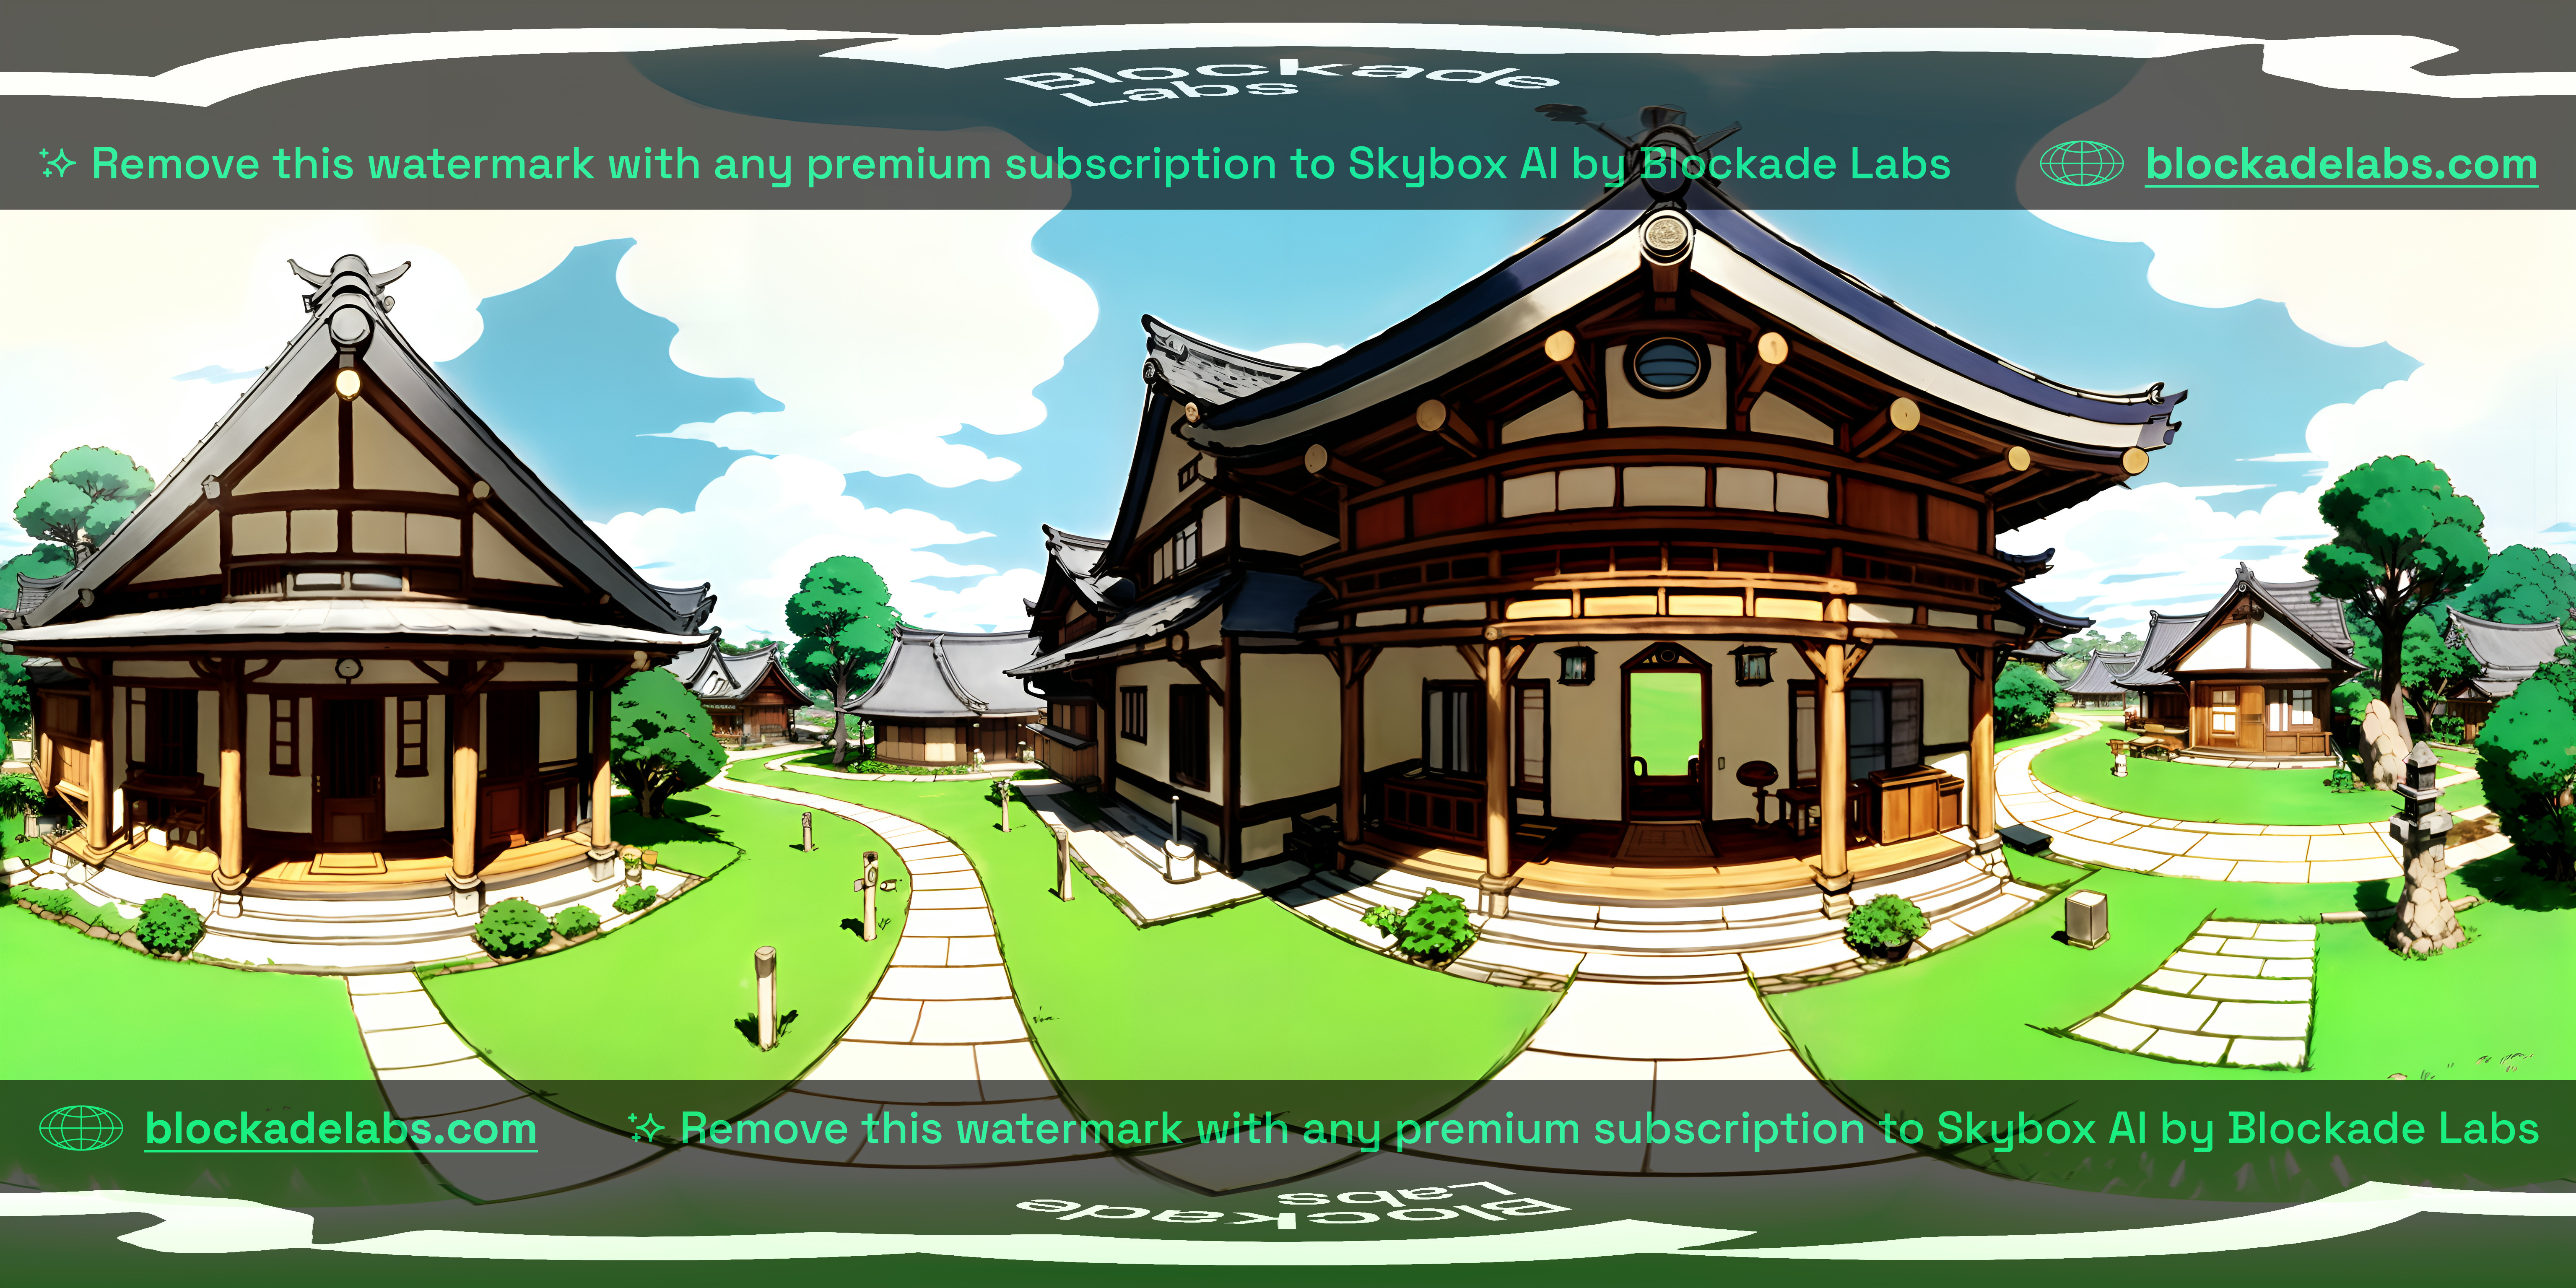 Blockade
Labs
Remove this watermark with any premium subscription to Skybox AI by Blockade Labs
blockadelabs.com
blockadelabs.com
Remove this watermark with any premium subscription to Skybox AI by Blockade Labs
Blockade
Labs